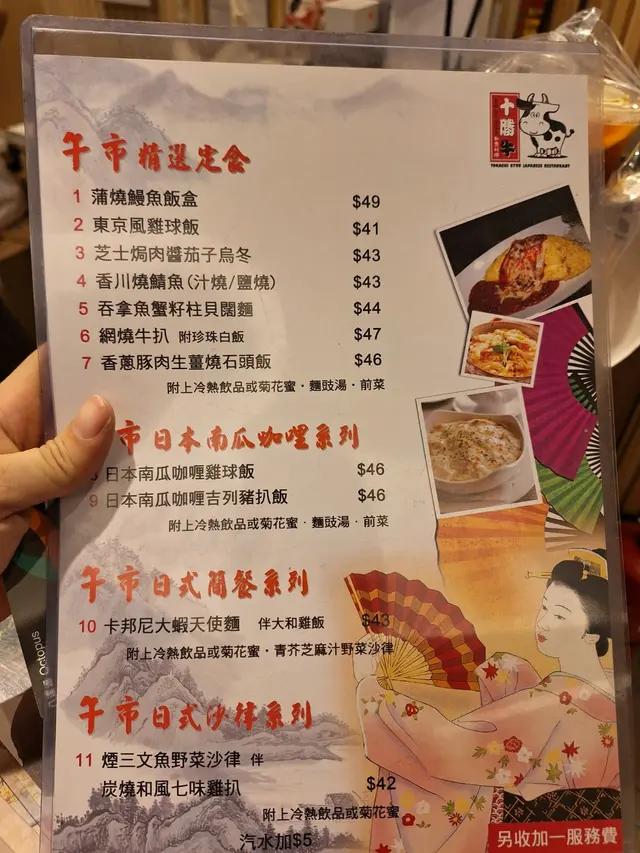 十勝牛
TOKACHI GYUU JAPANESE RESTAURANT
午市精選定食
1 蒲燒鰻魚飯盒 $49
2 東京風雞球飯 $41
3 芝士焗肉醬茄子烏冬 $43
4 香川燒鯖魚(汁燒/鹽燒) $43
5 吞拿魚蟹籽柱貝闊麵 $44
6 網燒牛扒 附珍珠白飯 $47
7 香蔥豚肉生薑燒石頭飯 $46
附上冷熱飲品或菊花蜜·麵豉湯·前菜
市日本南瓜咖喱系列
8 日本南瓜咖喱雞球飯 $46
9 日本南瓜咖喱吉列豬扒飯 $46
附上冷熱飲品或菊花蜜·麵豉湯·前菜
午市日式簡餐系列
10 卡邦尼大蝦天使麵 伴大和雞飯 $43
附上冷熱飲品或菊花蜜·青芥芝麻汁野菜沙律
午市日式沙律系列
11 煙三文魚野菜沙律 伴
炭燒和風七味雞扒 $42
附上冷熱飲品或菊花蜜
汽水加$5
另收加一服務費
Octopus